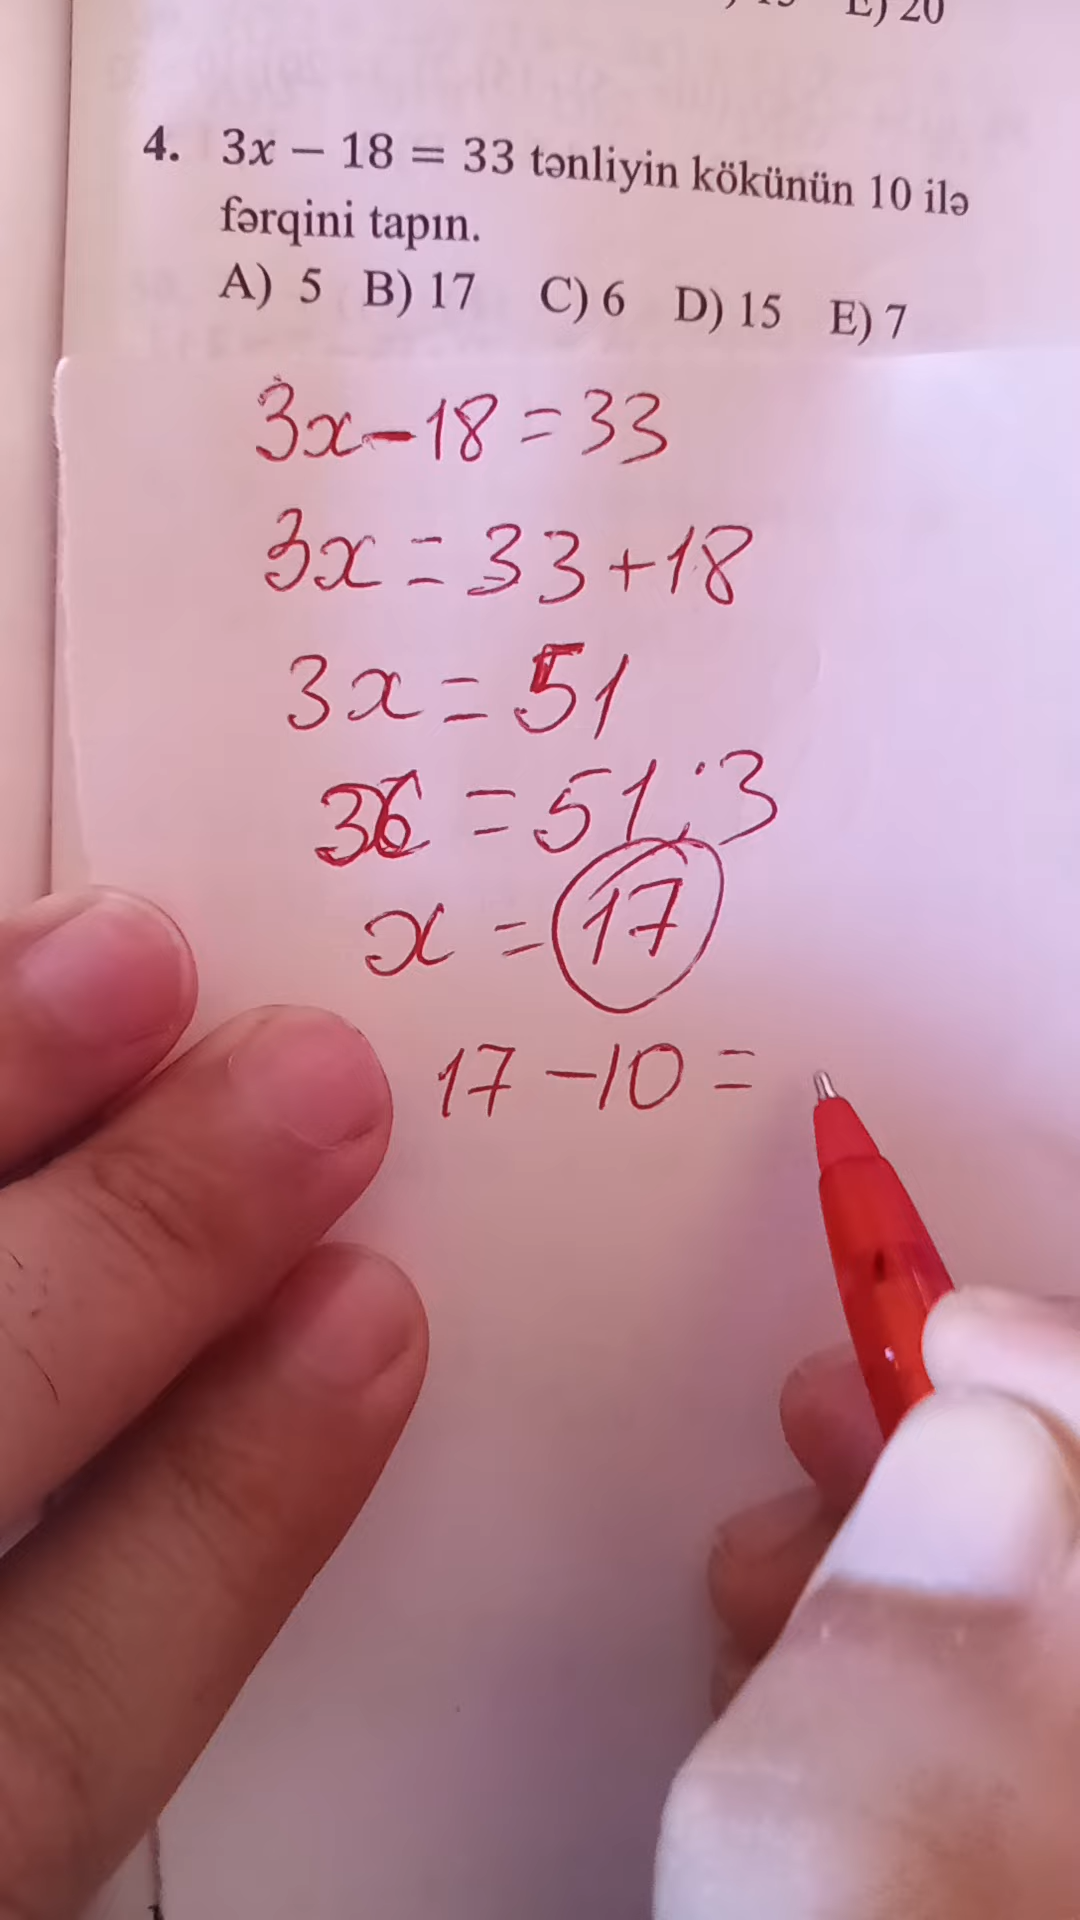 E) 20
4. 3x − 18 = 33 tənliyin kökünün 10 ilə
fərqini tapın.
A) 5 B) 17 C) 6 D) 15 E) 7
3x-18=33
3x=33+18
3x=51
=51:3
x=17
17-10=